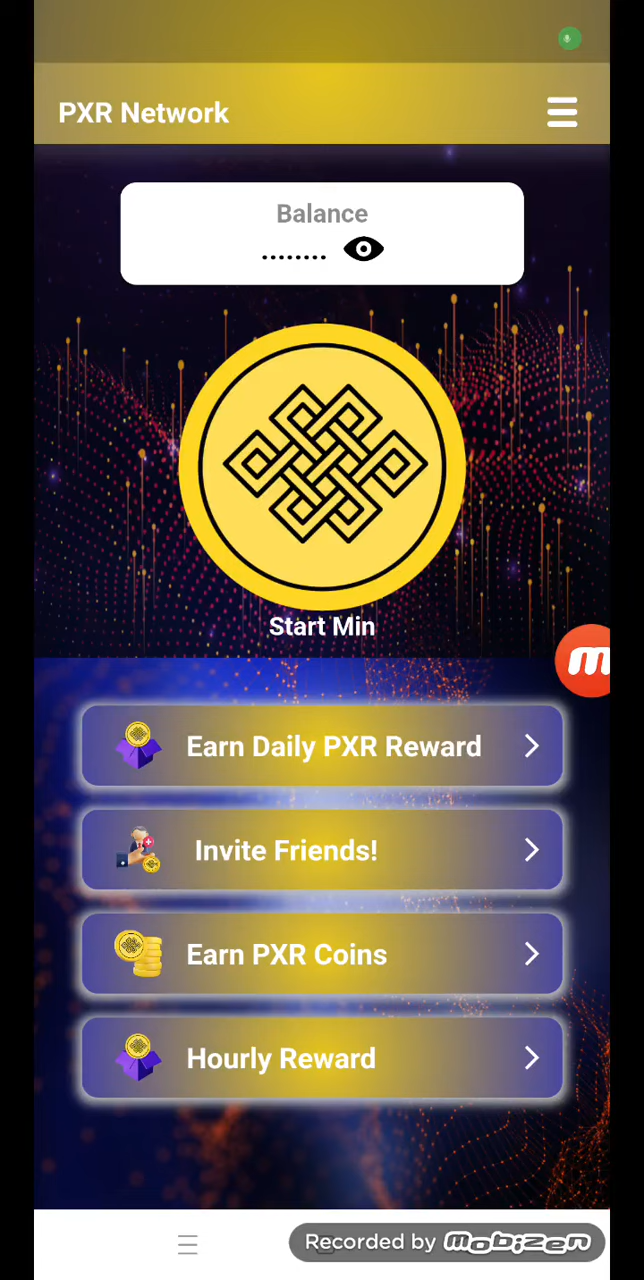 PXR Network
Balance
........
Start Min
m
Earn Daily PXR Reward
Invite Friends!
Earn PXR Coins
Hourly Reward
Recorded by mobizen